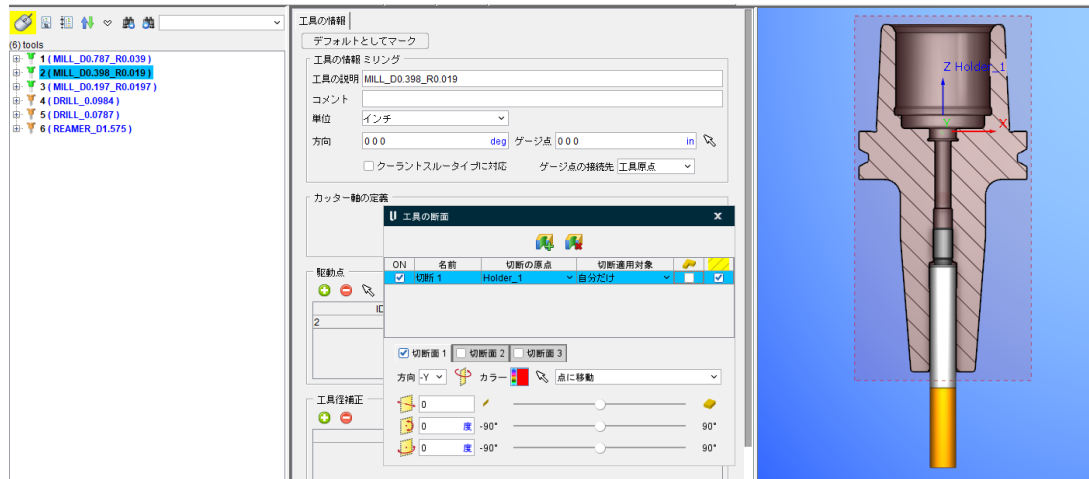 (6) tools
1 ( MILL_D0.787_R0.039 )
2 ( MILL_D0.398_R0.019 )
3 ( MILL_D0.197_R0.0197 )
4 ( DRILL_0.0984 )
5 ( DRILL_0.0787 )
6 ( REAMER_D1.575 )
工具の情報
デフォルトとしてマーク
工具の情報 ミリング
工具の説明 MILL_D0.398_R0.019
コメント
単位 インチ
方向 0 0 0 deg ゲージ点 0 0 0 in
クーラントスルータイプに対応 ゲージ点の接続先 工具原点
カッター軸の定義
工具の断面 x
ON 名前 切断の原点 切断適用対象
切断 1 Holder_1 自分だけ
駆動点
ID
2
切断面 1 切断面 2 切断面 3
方向 -Y カラー 点に移動
工具径補正
0
0 度 -90° 90°
0 度 -90° 90°
Z Holder_1
Y X